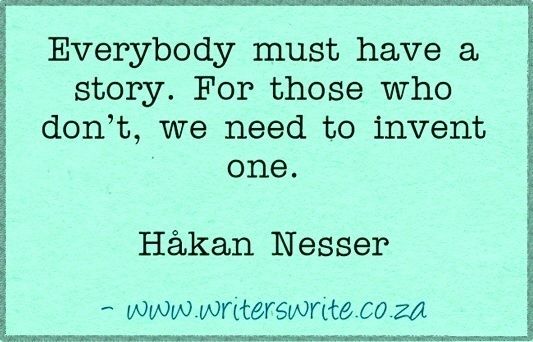 Everybody must have a
story. For those who
don't, we need to invent
one.
Håkan Nesser
- www.writerswrite.co.za